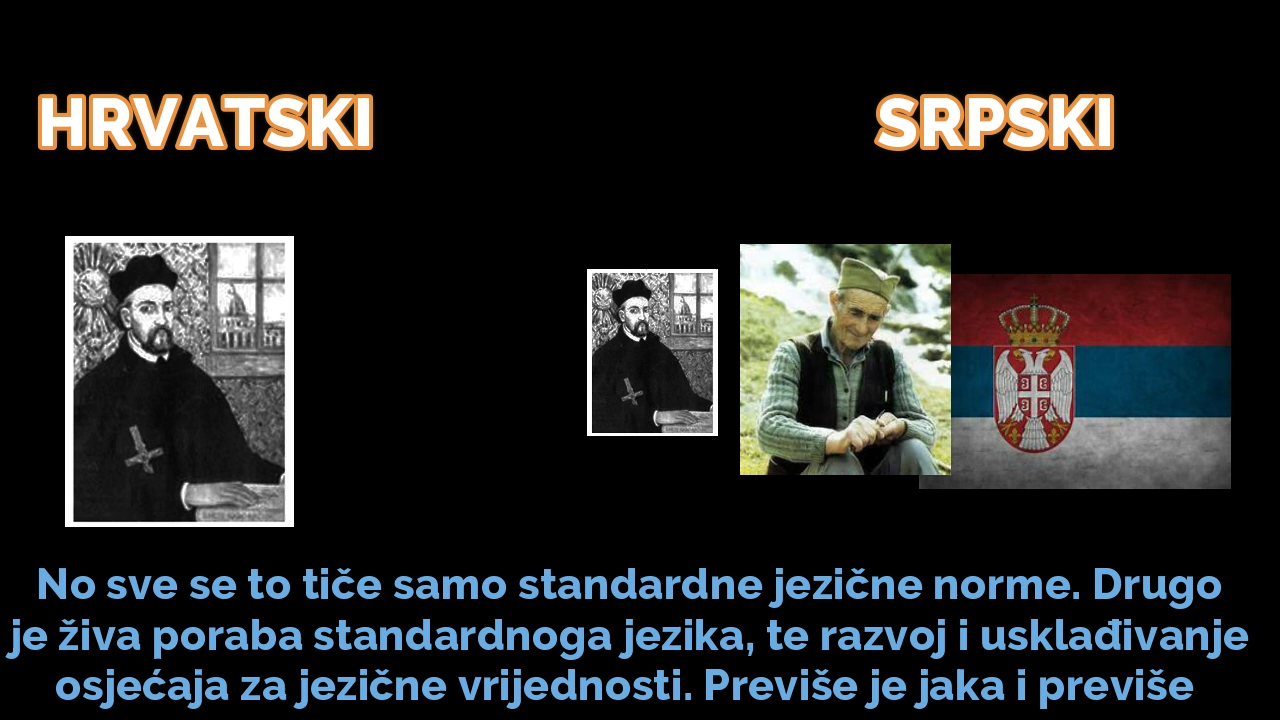 HRVATSKI
SRPSKI
No sve se to tiče samo standardne jezične norme. Drugo
je živa poraba standardnoga jezika, te razvoj i usklađivanje
osjećaja za jezične vrijednosti. Previše je jaka i previše